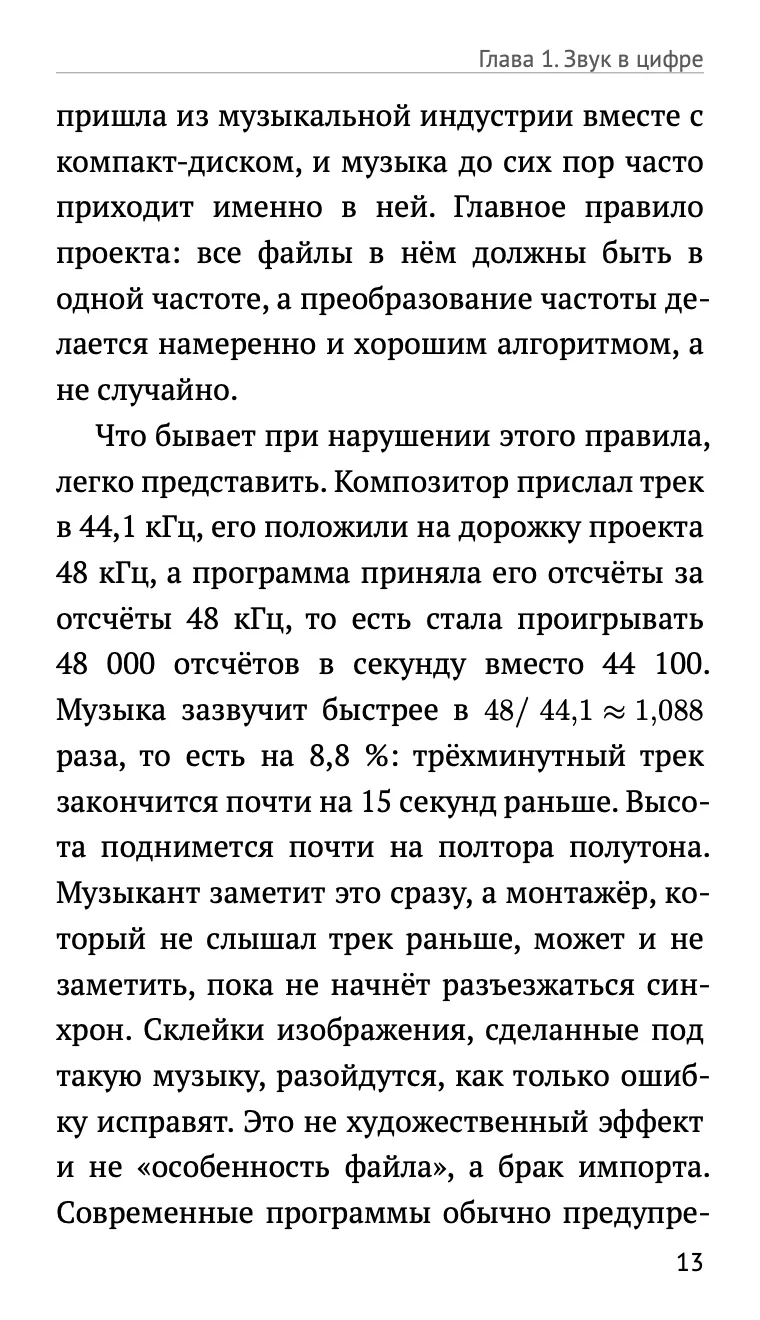 Глава 1. Звук в цифре
пришла из музыкальной индустрии вместе с
компакт-диском, и музыка до сих пор часто
приходит именно в ней. Главное правило
проекта: все файлы в нём должны быть в
одной частоте, а преобразование частоты де-
лается намеренно и хорошим алгоритмом, а
не случайно.
Что бывает при нарушении этого правила,
легко представить. Композитор прислал трек
в 44,1 кГц, его положили на дорожку проекта
48 кГц, а программа приняла его отсчёты за
отсчёты 48 кГц, то есть стала проигрывать
48 000 отсчётов в секунду вместо 44 100.
Музыка зазвучит быстрее в 48/ 44,1 ≈ 1,088
раза, то есть на 8,8 %: трёхминутный трек
закончится почти на 15 секунд раньше. Высо-
та поднимется почти на полтора полутона.
Музыкант заметит это сразу, а монтажёр, ко-
торый не слышал трек раньше, может и не
заметить, пока не начнёт разъезжаться син-
хрон. Склейки изображения, сделанные под
такую музыку, разойдутся, как только ошиб-
ку исправят. Это не художественный эффект
и не «особенность файла», а брак импорта.
Современные программы обычно предупре-
13